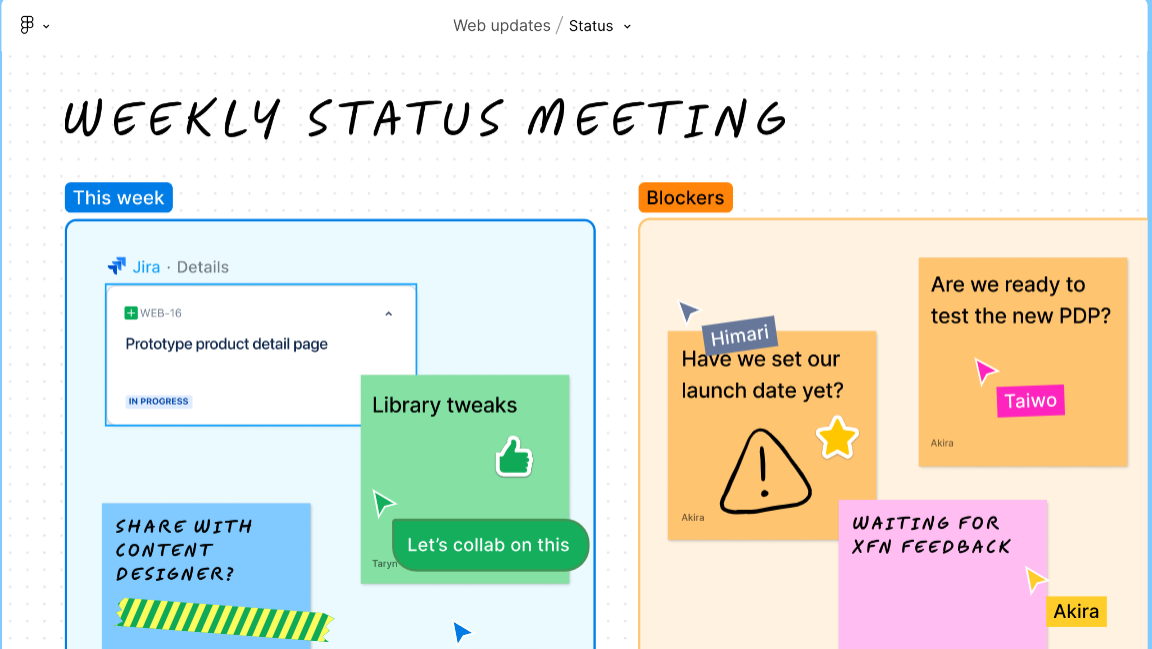 Web updates / Status
WEEKLY STATUS MEETING
This week
Jira · Details
WEB-16
Prototype product detail page
IN PROGRESS
Library tweaks
Let's collab on this
Taryn
SHARE WITH
CONTENT
DESIGNER?
Blockers
Himari
Have we set our
launch date yet?
Akira
Are we ready to
test the new PDP?
Taiwo
Akira
WAITING FOR
XFN FEEDBACK
Akira